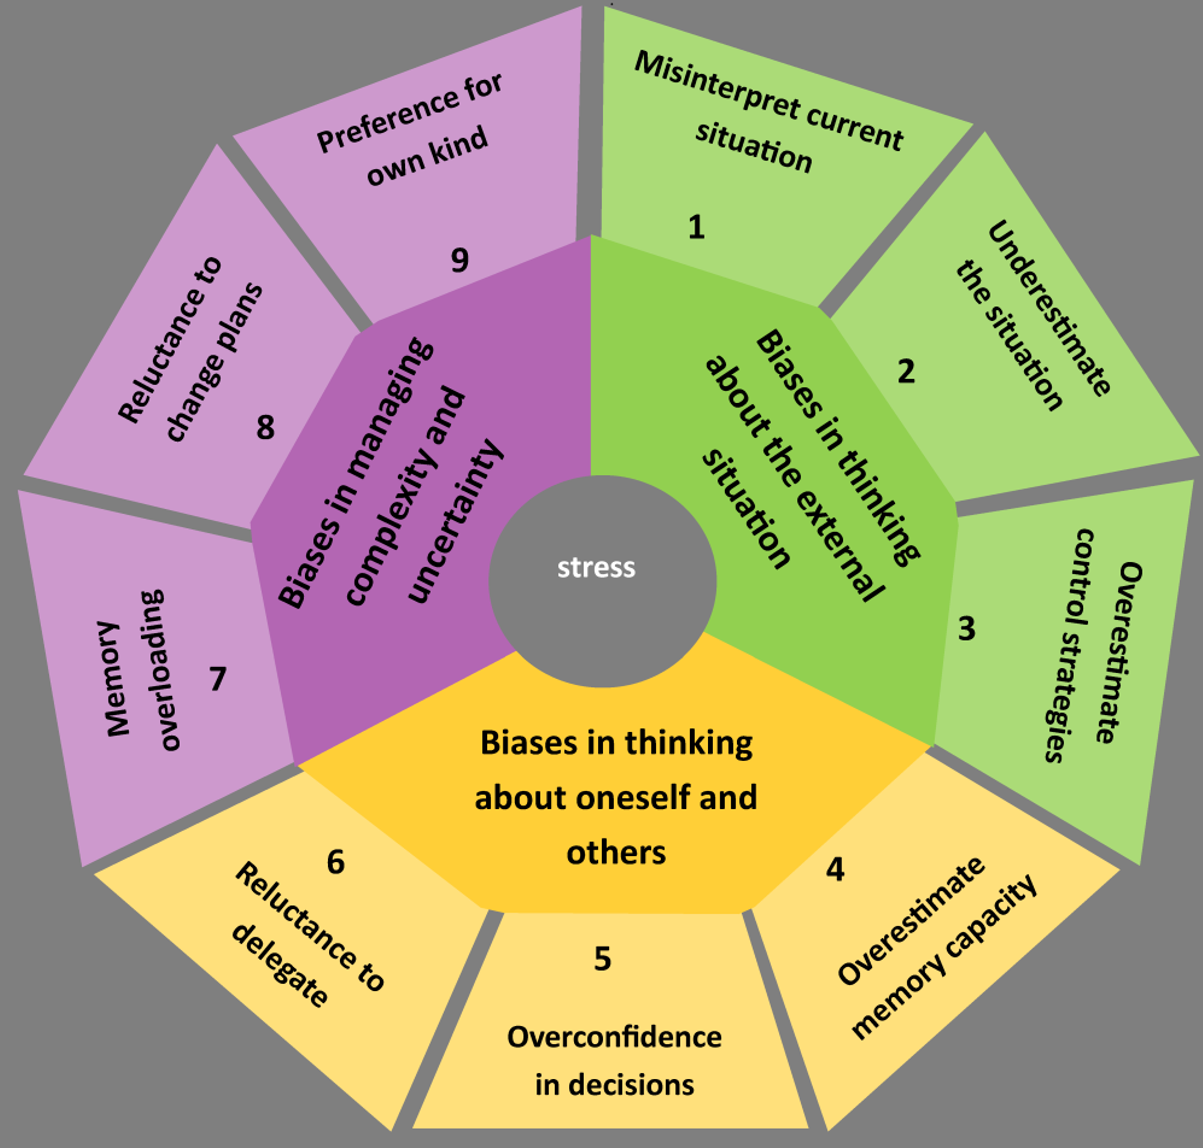 Misinterpret current
situation
1
Underestimate
the situation
2
Overestimate
control strategies
3
4
Overestimate
memory capacity
5
Overconfidence
in decisions
6
Reluctance to
delegate
Memory
overloading
7
Reluctance to
change plans
8
Preference for
own kind
9
Biases in thinking
about the external
situation
Biases in thinking
about oneself and
others
Biases in managing
complexity and
uncertainty
stress